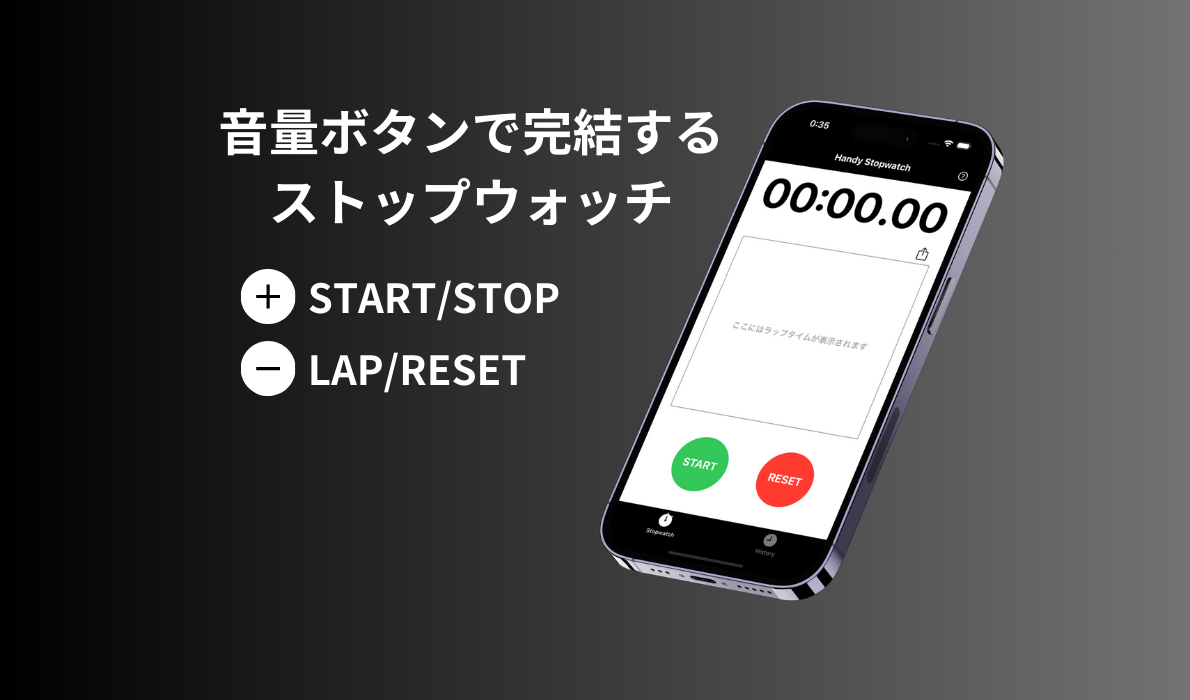 音量ボタンで完結する
ストップウォッチ
+ START/STOP
− LAP/RESET
0:35
Handy Stopwatch
?
00:00.00
ここにはラップタイムが表示されます
START
RESET
Stopwatch
History